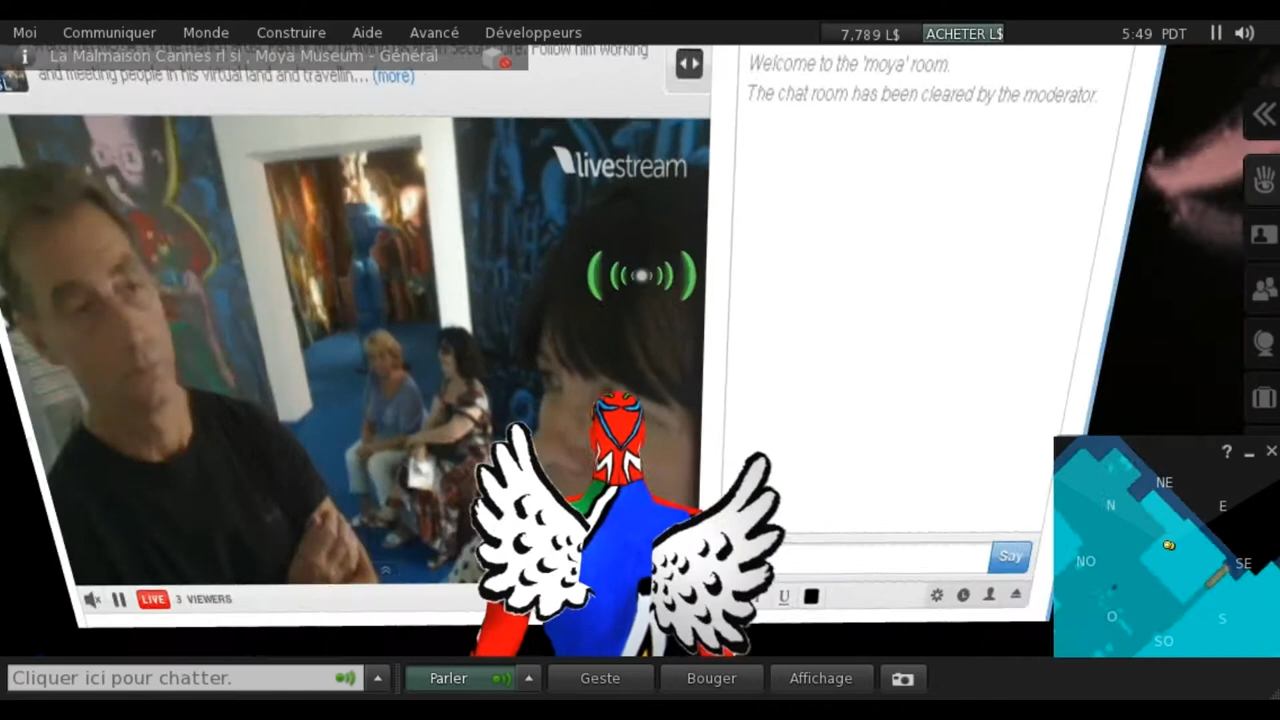 Moi Communiquer Monde Construire Aide Avancé Développeurs 7,789 L$ ACHETER L$ 5:49 PDT
La Malmaison Cannes rl sl , Moya Museum - Général
Follow him working
and meeting people in his virtual land and travellin... (more)
Welcome to the 'moya' room.
The chat room has been cleared by the moderator.
livestream
? 
NE
N E
NO SE
O S
SO
Say
LIVE 3 VIEWERS
U
Cliquer ici pour chatter. Parler Geste Bouger Affichage